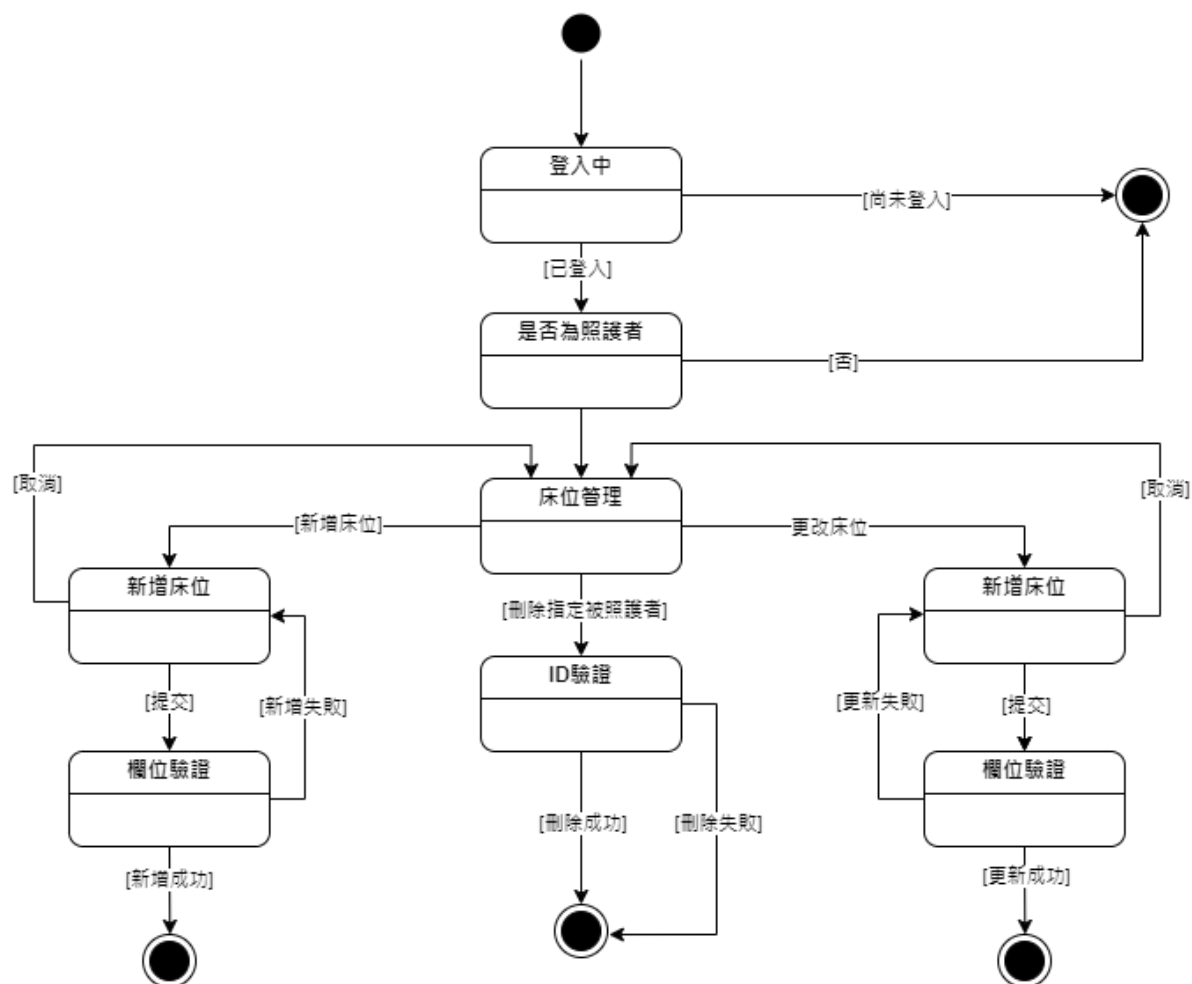 登入中
[尚未登入]
[已登入]
是否為照護者
[否]
[取消]
[取消]
床位管理
[新增床位]
更改床位
新增床位
[刪除指定被照護者]
新增床位
ID驗證
[提交]
[新增失敗]
[更新失敗]
[提交]
欄位驗證
欄位驗證
[刪除成功]
[刪除失敗]
[新增成功]
[更新成功]